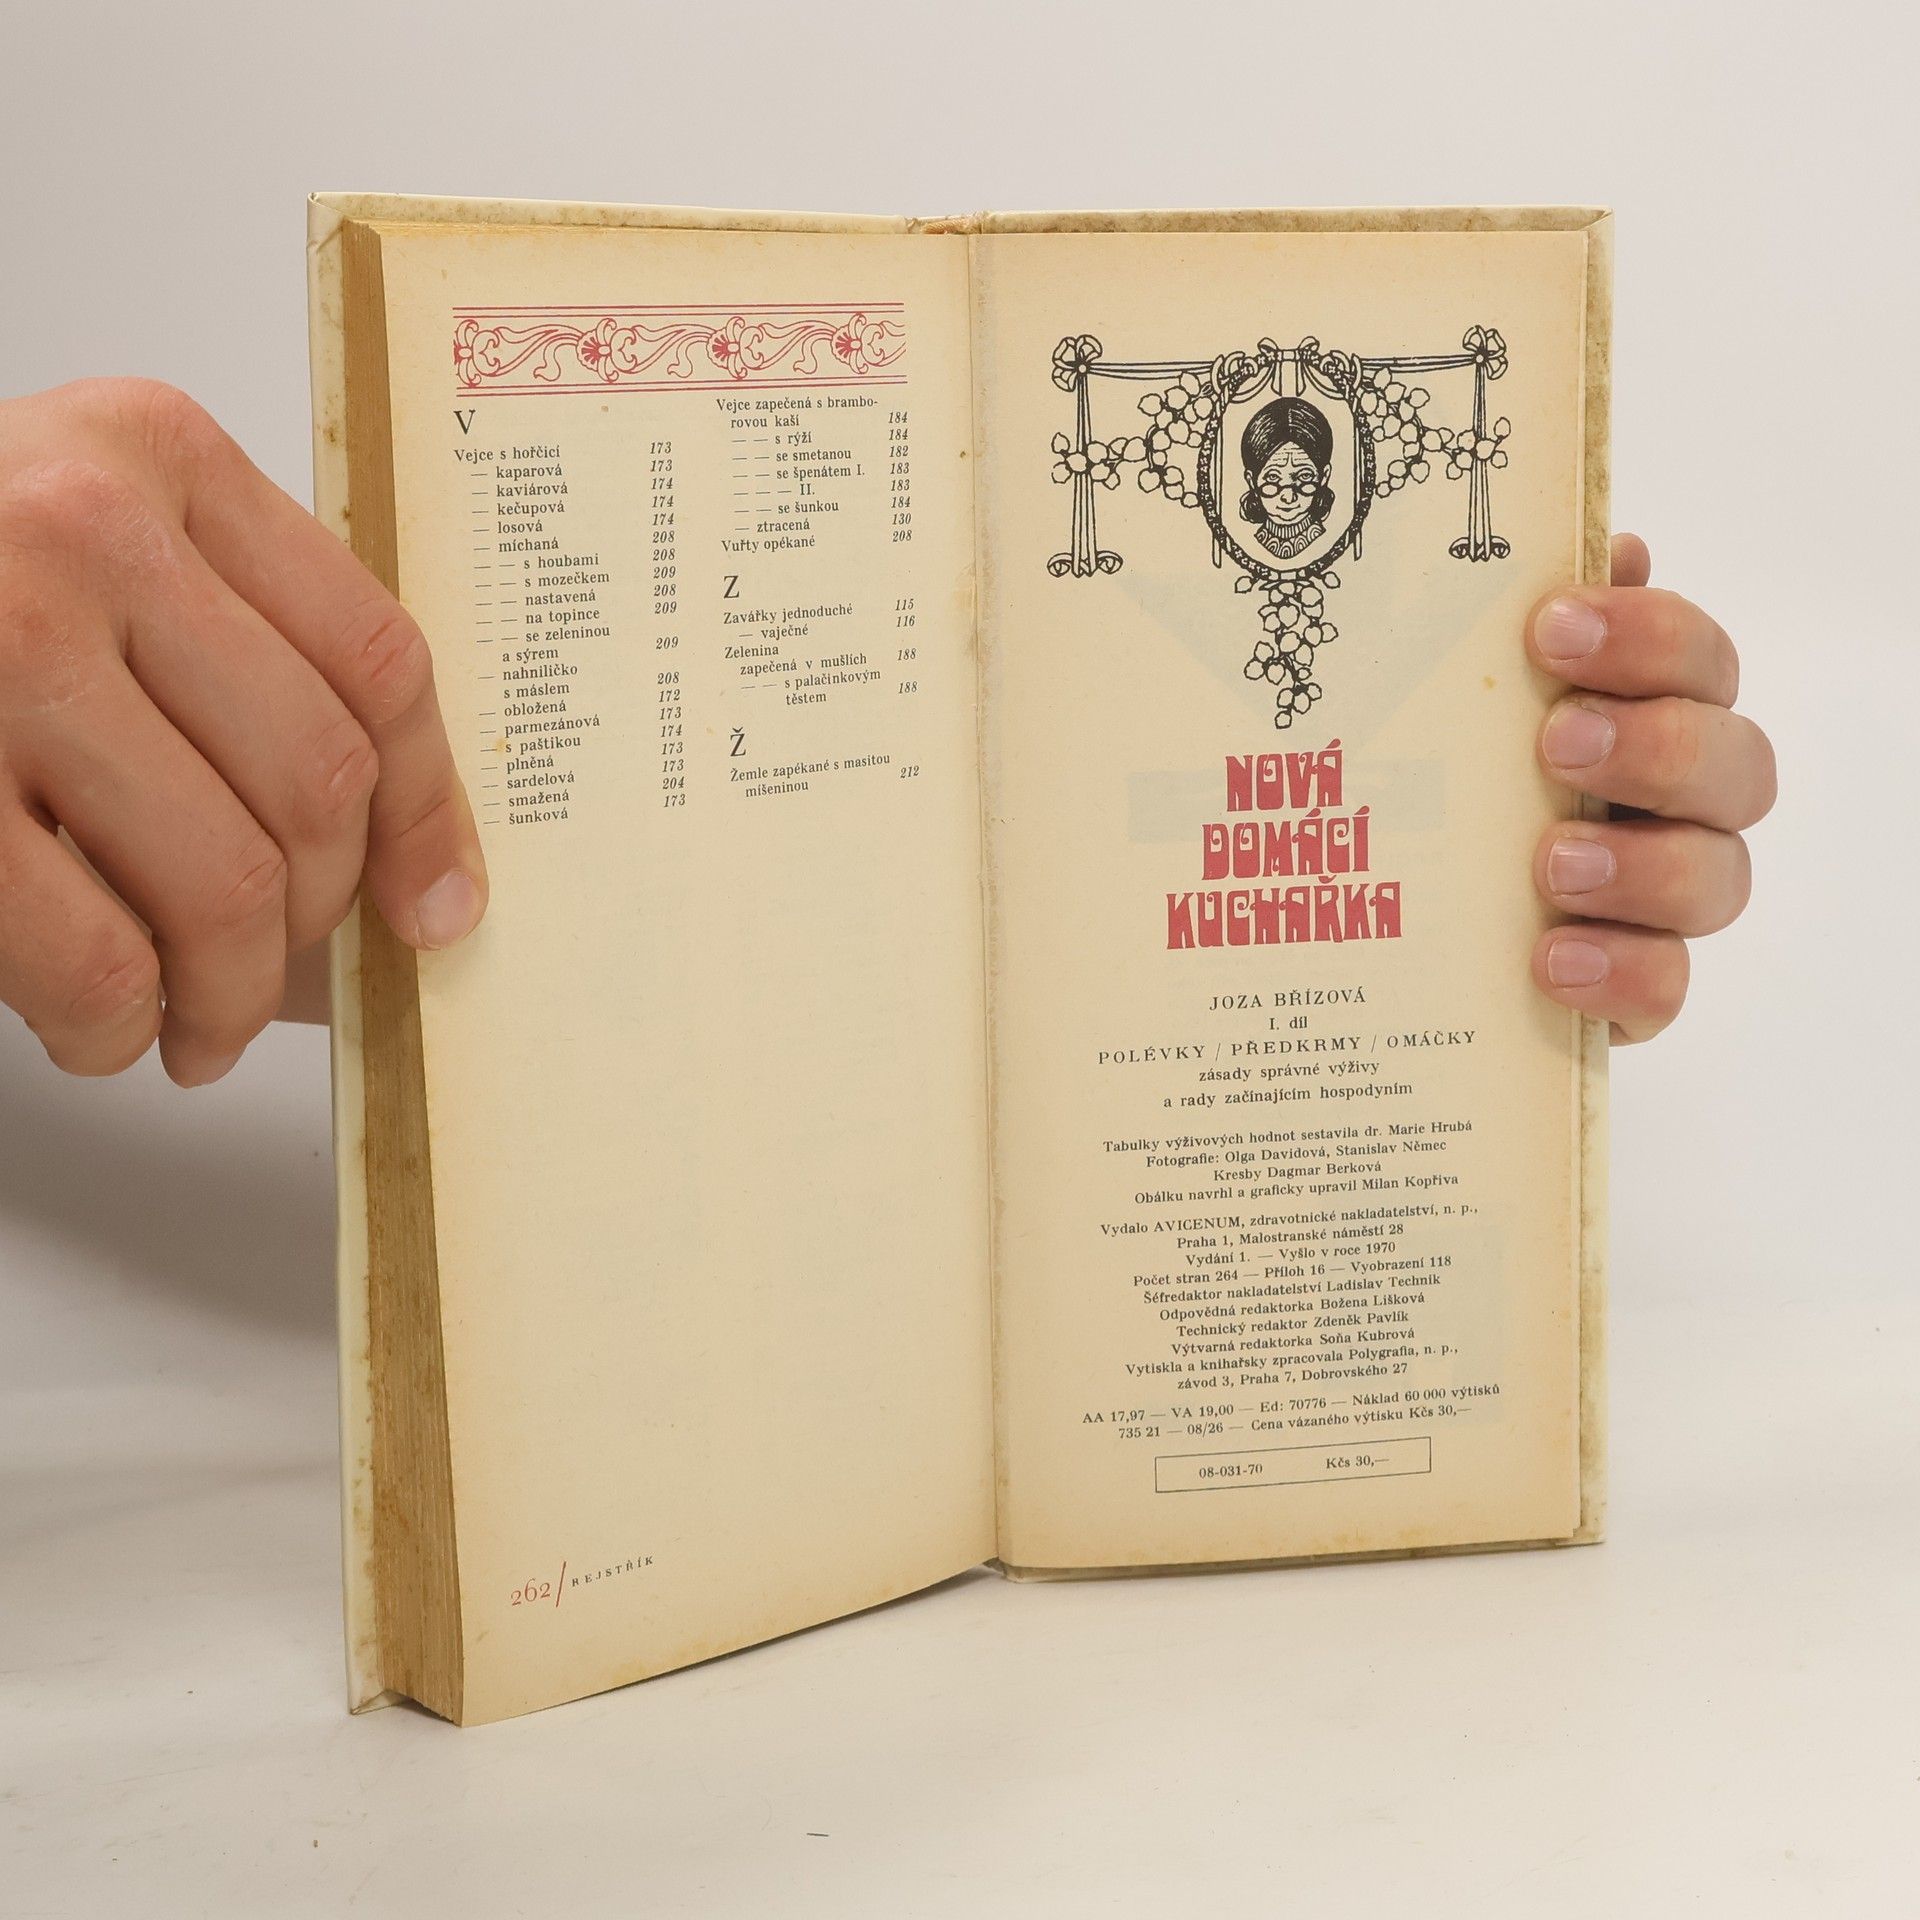 V
Vejce s hořčicí 173
— kaparová 173
— kaviárová 174
— kečupová 174
— losová 174
— míchaná 208
— — s houbami 208
— — s mozečkem 209
— — nastavená 208
— — na topince 209
— — se zeleninou
a sýrem 209
— nahniličko
s máslem 208
— obložená 172
— parmezánová 173
— s paštikou 174
— plněná 173
— sardelová 173
— smažená 204
— šunková 173
Vejce zapečená s brambo-
rovou kaší 184
— — s rýží 184
— — se smetanou 182
— — se špenátem I. 183
— — — II. 183
— — se šunkou 184
— ztracená 130
Vuřty opékané 208
Z
Zavářky jednoduché 115
— vaječné 116
Zelenina
zapečená v mušlích 188
— — s palačinkovým
těstem 188
Ž
Žemle zapékané s masitou
míšeninou 212
262/REJSTŘÍK
NOVÁ
DOMÁCÍ
KUCHAŘKA
JOZA BŘÍZOVÁ
I. díl
POLÉVKY / PŘEDKRMY / OMÁČKY
zásady správné výživy
a rady začínajícím hospodyním
Tabulky výživových hodnot sestavila dr. Marie Hrubá
Fotografie: Olga Davidová, Stanislav Němec
Kresby Dagmar Berková
Obálku navrhl a graficky upravil Milan Kopřiva
Vydalo AVICENUM, zdravotnické nakladatelství, n. p.,
Praha 1, Malostranské náměstí 28
Vydání 1. — Vyšlo v roce 1970
Počet stran 264 — Příloh 16 — Vyobrazení 118
Šéfredaktor nakladatelství Ladislav Technik
Odpovědná redaktorka Božena Lišková
Technický redaktor Zdeněk Pavlík
Výtvarná redaktorka Soňa Kubrová
Vytiskla a knihařsky zpracovala Polygrafia, n. p.,
závod 3, Praha 7, Dobrovského 27
AA 17,97 — VA 19,00 — Ed: 70776 — Náklad 60 000 výtisků
735 21 — 08/26 — Cena vázaného výtisku Kčs 30,—
08-031-70 Kčs 30,—